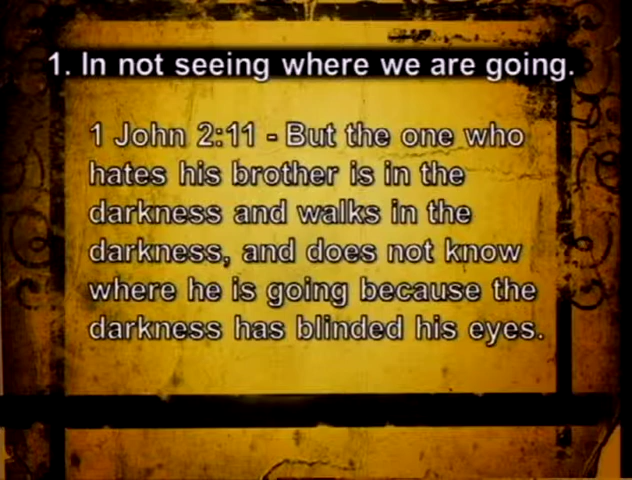 1. In not seeing where we are going.
1 John 2:11 - But the one who
hates his brother is in the
darkness and walks in the
darkness, and does not know
where he is going because the
darkness has blinded his eyes.